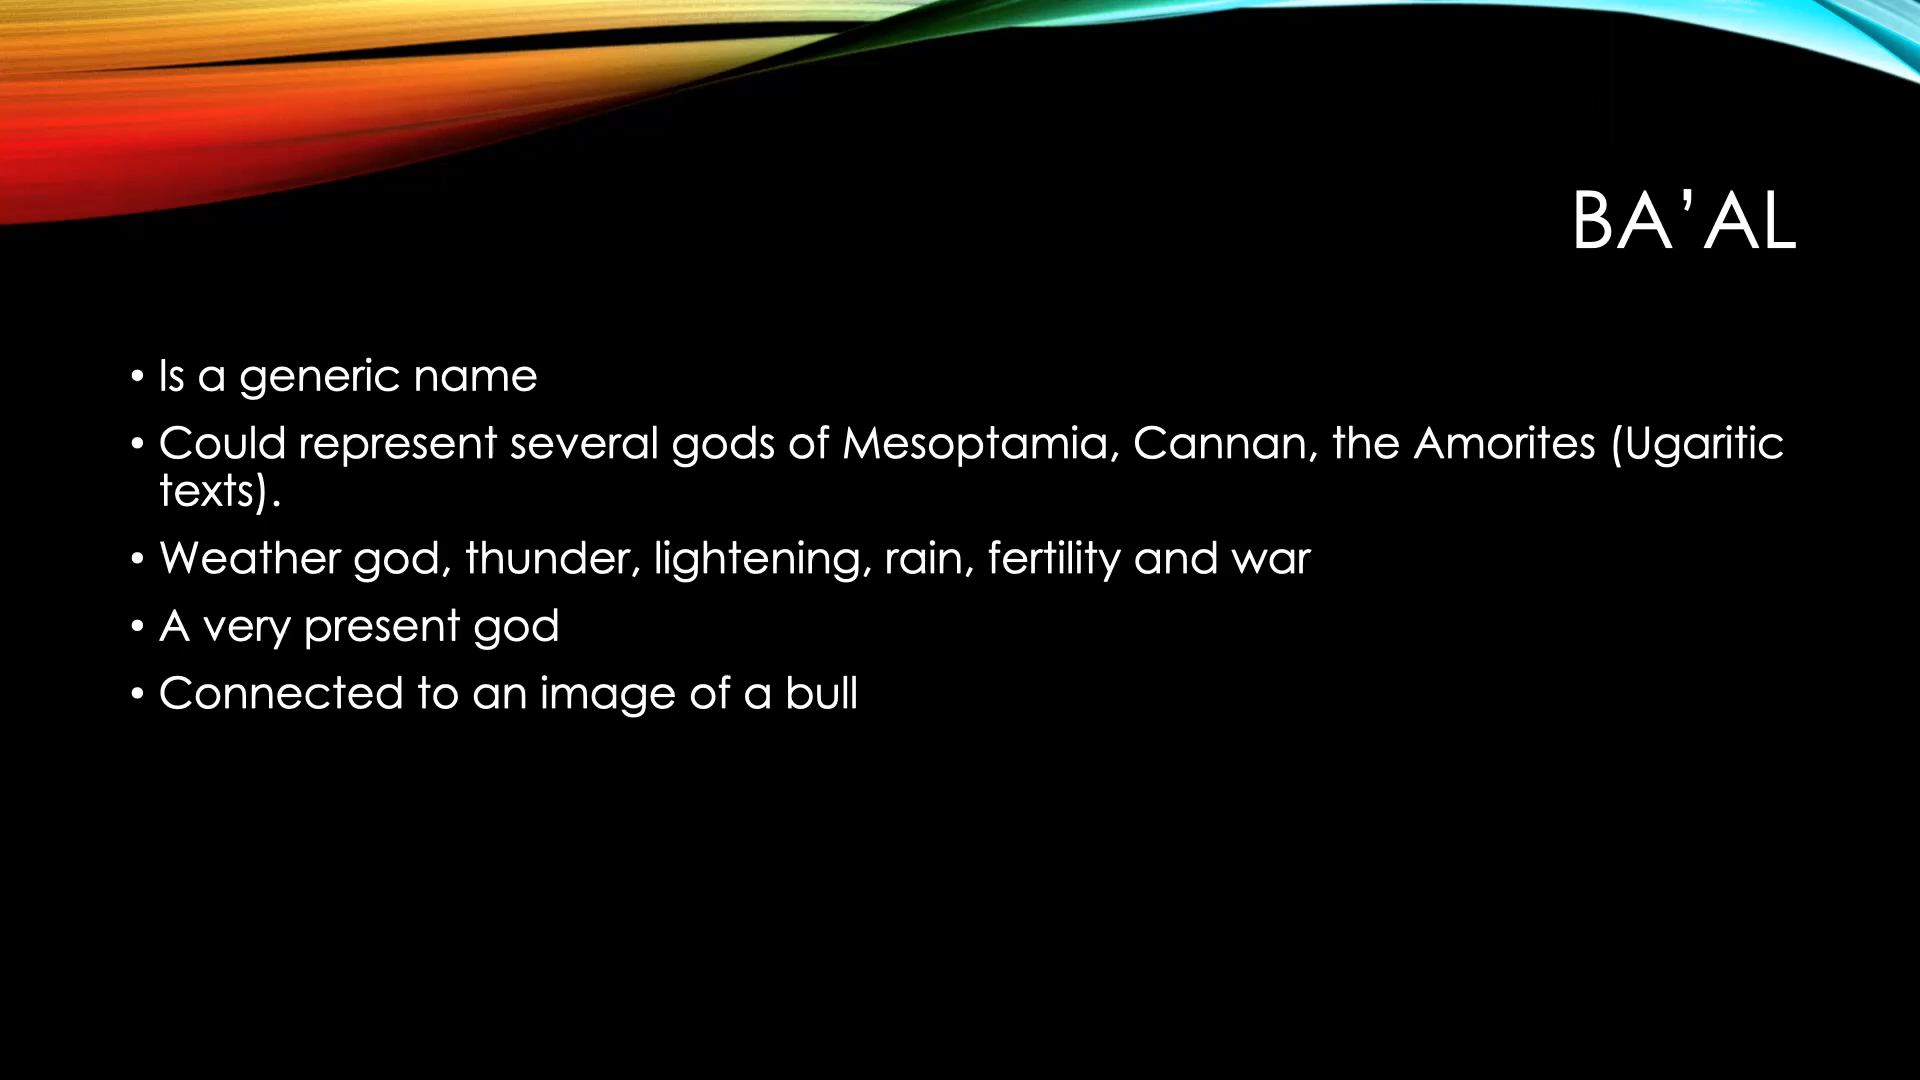 BA’AL
• Is a generic name
• Could represent several gods of Mesoptamia, Cannan, the Amorites (Ugaritic
texts).
• Weather god, thunder, lightening, rain, fertility and war
• A very present god
• Connected to an image of a bull